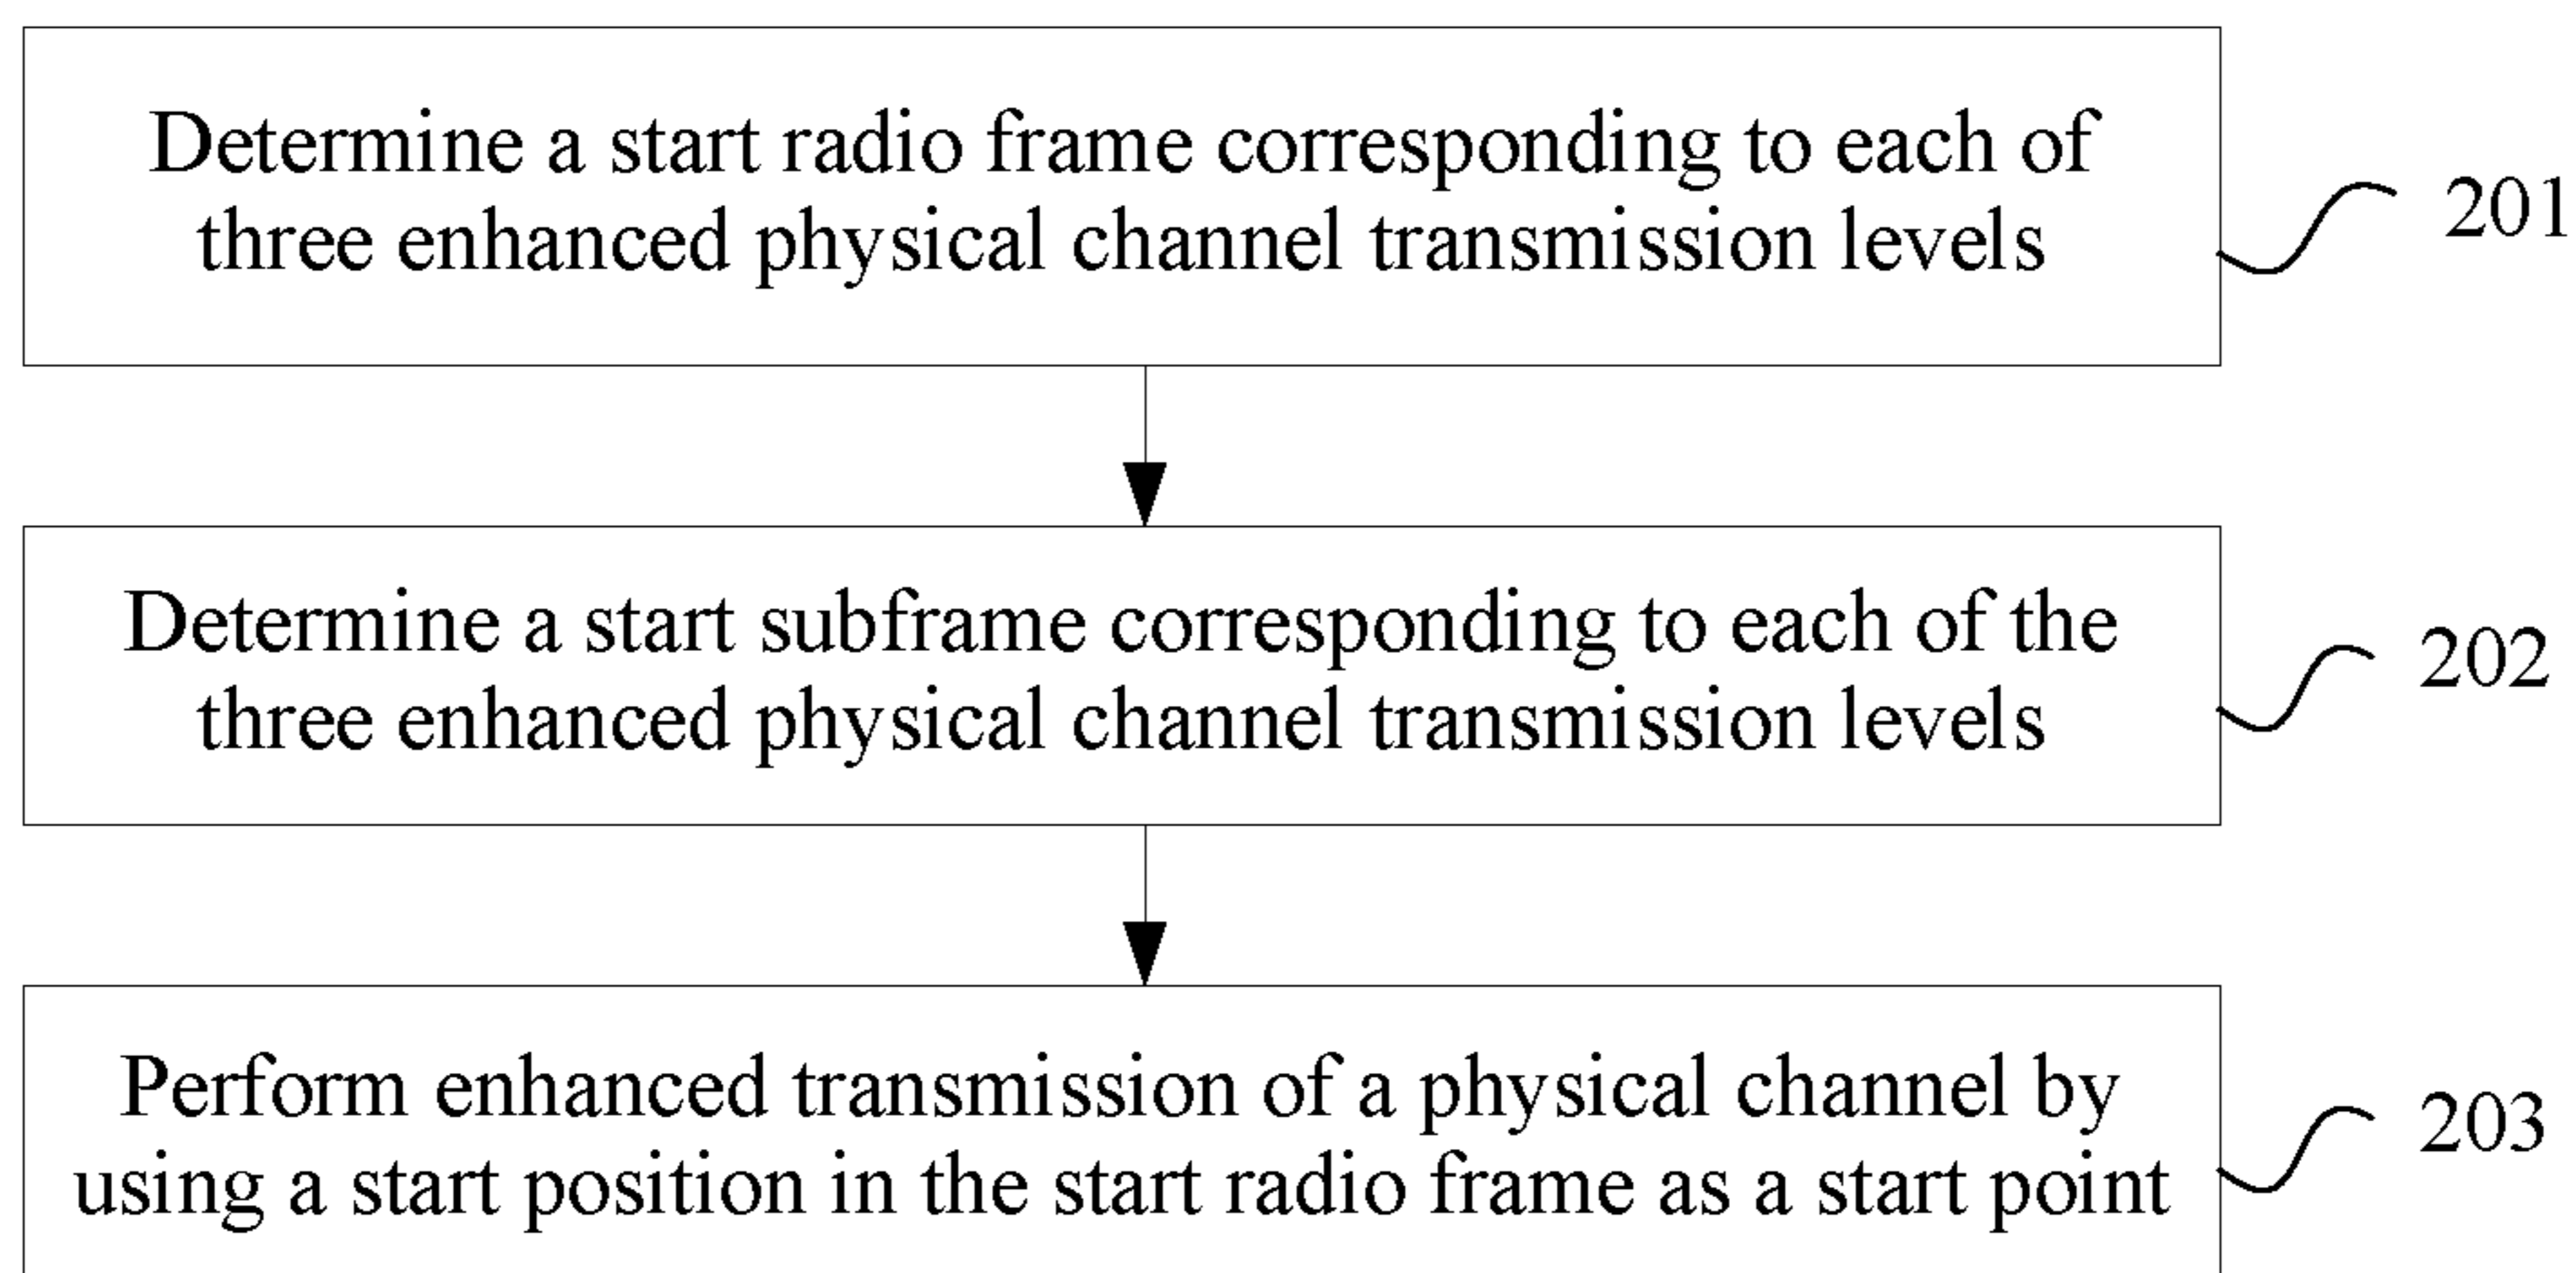 Determine a start radio frame corresponding to each of
three enhanced physical channel transmission levels
201
Determine a start subframe corresponding to each of the
three enhanced physical channel transmission levels
202
Perform enhanced transmission of a physical channel by
using a start position in the start radio frame as a start point
203